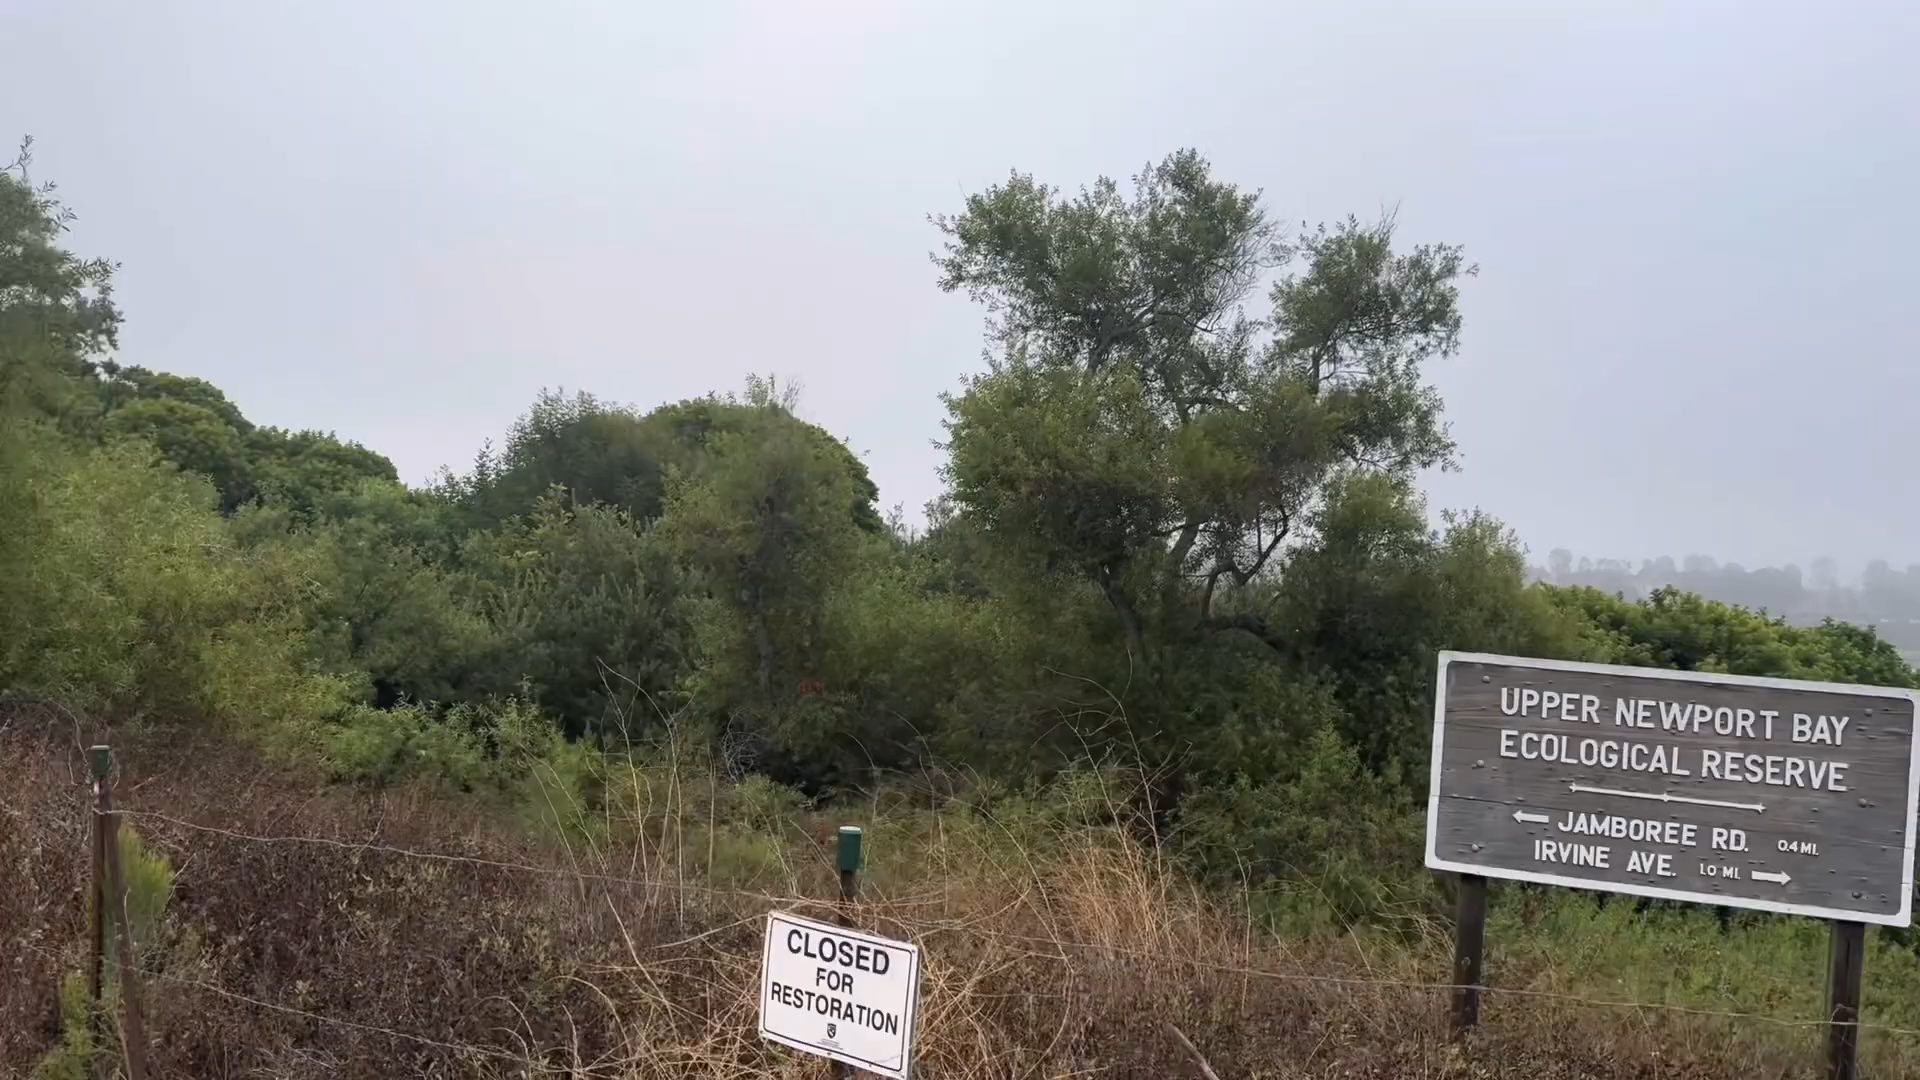 UPPER NEWPORT BAY
ECOLOGICAL RESERVE
JAMBOREE RD. 0.4 MI.
IRVINE AVE. 1.0 MI.
CLOSED
FOR
RESTORATION